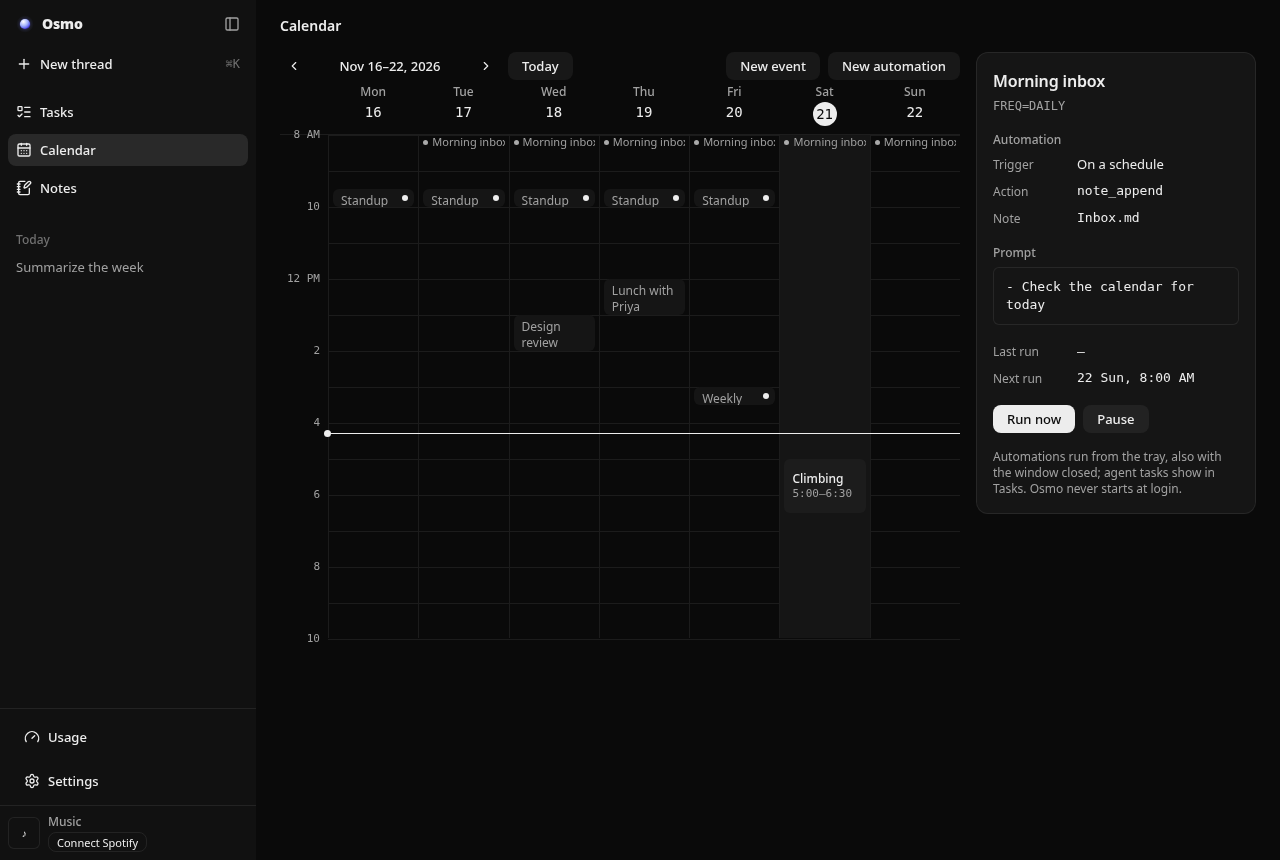 Osmo
New thread
⌘K
Tasks
Calendar
Notes
Today
Summarize the week
Usage
Settings
♪
Music
Connect Spotify
Calendar
Nov 16–22, 2026
Today
New event
New automation
Mon
Tue
Wed
Thu
Fri
Sat
Sun
16
17
18
19
20
21
22
8 AM
Morning inbox
Morning inbox
Morning inbox
Morning inbox
Morning inbox
Morning inbox
Standup
Standup
Standup
Standup
Standup
10
12 PM
Lunch with
Priya
Design
review
2
Weekly
4
Climbing
5:00–6:30
6
8
10
Morning inbox
FREQ=DAILY
Automation
Trigger On a schedule
Action note_append
Note Inbox.md
Prompt
- Check the calendar for
today
Last run —
Next run 22 Sun, 8:00 AM
Run now
Pause
Automations run from the tray, also with
the window closed; agent tasks show in
Tasks. Osmo never starts at login.